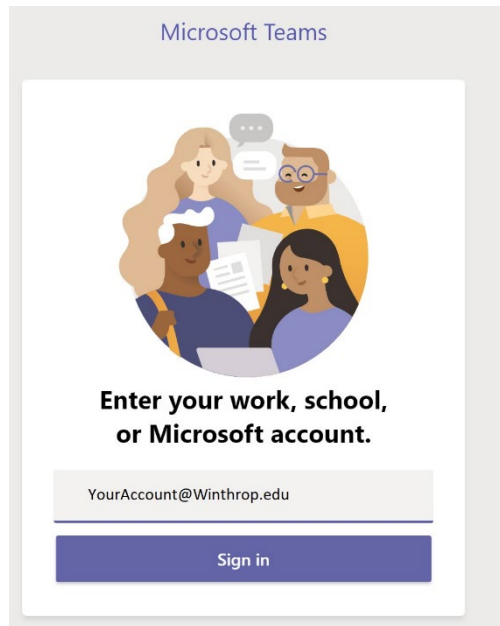 Microsoft Teams
Enter your work, school,
or Microsoft account.
YourAccount@Winthrop.edu
Sign in